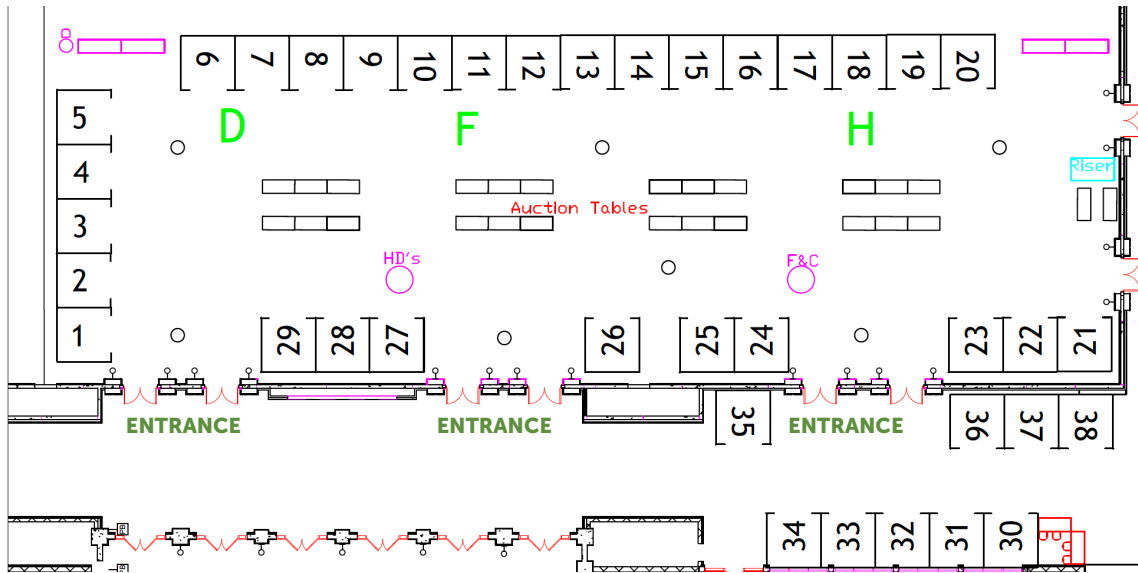 6 7 8 9 10 11 12 13 14 15 16 17 18 19 20
5
D F H
4
Riser
3
Auction Tables
2
HD's F&C
1
29 28 27 26 25 24 23 22 21
ENTRANCE ENTRANCE ENTRANCE
35 36 37 38
34 33 32 31 30